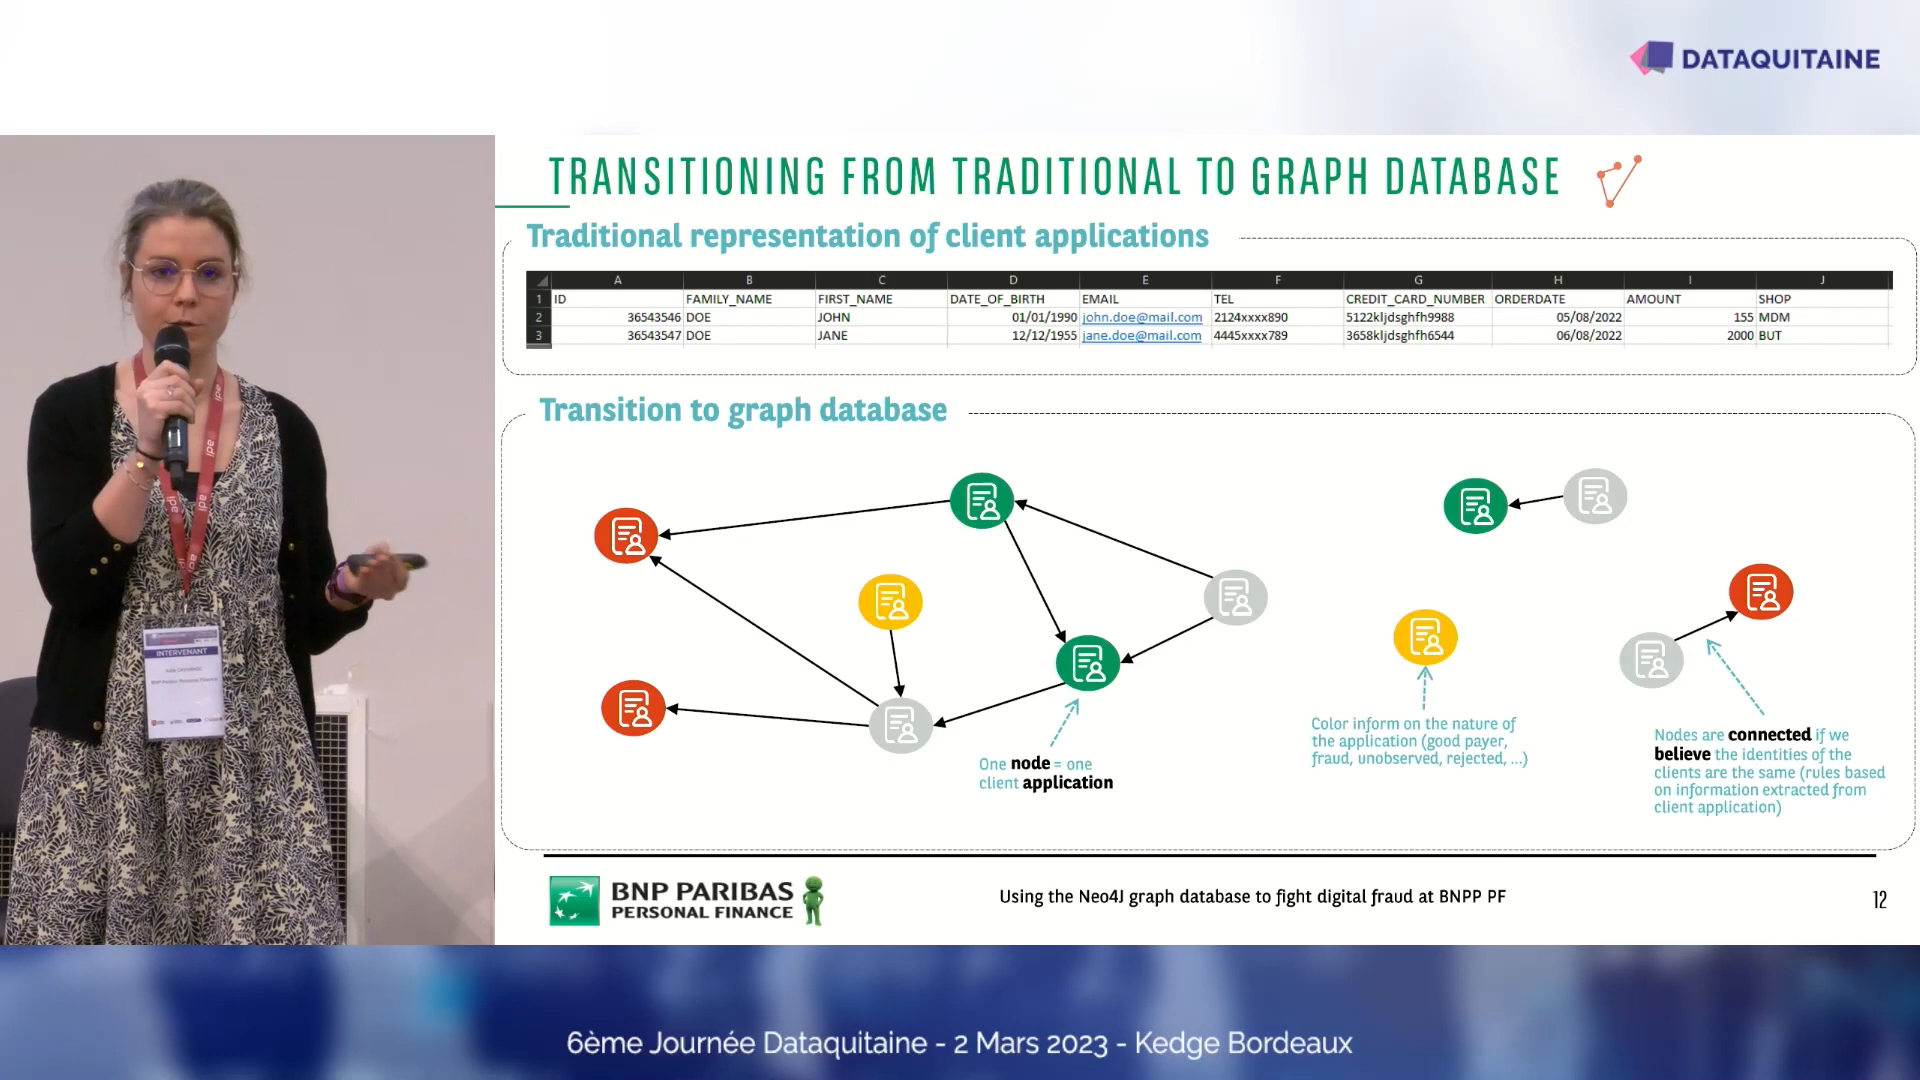 DATAQUITAINE
TRANSITIONING FROM TRADITIONAL TO GRAPH DATABASE
Traditional representation of client applications
A B C D E F G H I J
1 ID FAMILY_NAME FIRST_NAME DATE_OF_BIRTH EMAIL TEL CREDIT_CARD_NUMBER ORDERDATE AMOUNT SHOP
2 36543546 DOE JOHN 01/01/1990 john.doe@mail.com 2124xxxx890 5122kljdsghfh9988 05/08/2022 155 MDM
3 36543547 DOE JANE 12/12/1955 jane.doe@mail.com 4445xxxx789 3658kljdsghfh6544 06/08/2022 2000 BUT
Transition to graph database
One node = one
client application
Color inform on the nature of
the application (good payer,
fraud, unobserved, rejected, ...)
Nodes are connected if we
believe the identities of the
clients are the same (rules based
on information extracted from
client application)
BNP PARIBAS
PERSONAL FINANCE
Using the Neo4J graph database to fight digital fraud at BNPP PF
12
adi
INTERVENANT
BNP Paribas Personal Finance
6ème Journée Dataquitaine - 2 Mars 2023 - Kedge Bordeaux